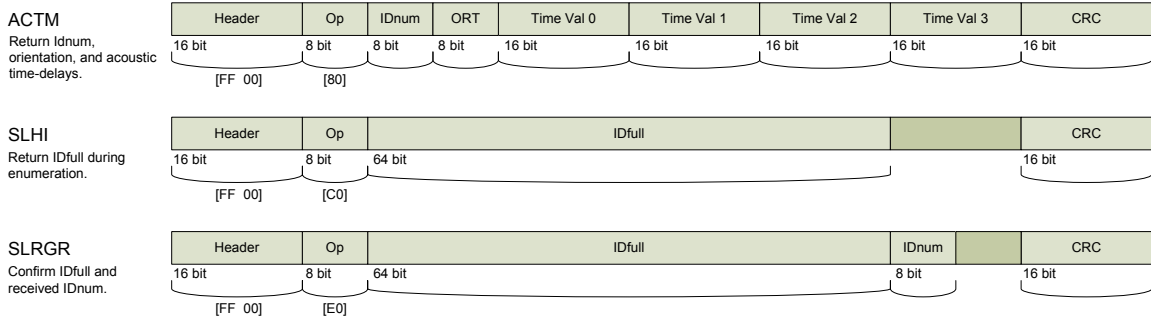 ACTM
Return Idnum,
orientation, and acoustic
time-delays.
Header Op IDnum ORT Time Val 0 Time Val 1 Time Val 2 Time Val 3 CRC
16 bit 8 bit 8 bit 8 bit 16 bit 16 bit 16 bit 16 bit 16 bit
[FF 00] [80]
SLHI
Return IDfull during
enumeration.
Header Op IDfull CRC
16 bit 8 bit 64 bit 16 bit
[FF 00] [C0]
SLRGR
Confirm IDfull and
received IDnum.
Header Op IDfull IDnum CRC
16 bit 8 bit 64 bit 8 bit 16 bit
[FF 00] [E0]